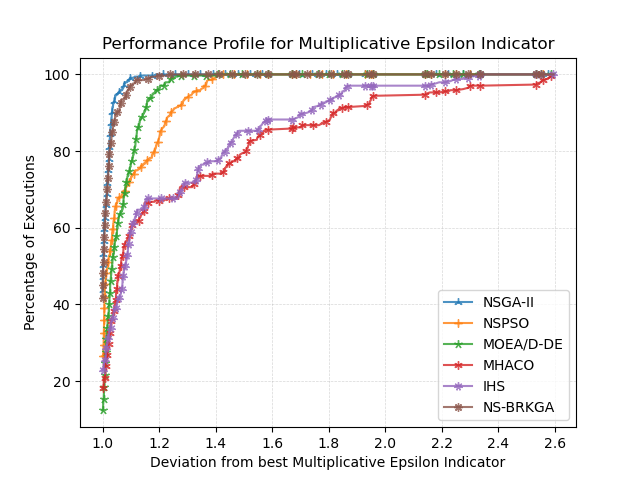 Performance Profile for Multiplicative Epsilon Indicator
Percentage of Executions
100
80
60
40
20
NSGA-II
NSPSO
MOEA/D-DE
MHACO
IHS
NS-BRKGA
1.0 1.2 1.4 1.6 1.8 2.0 2.2 2.4 2.6
Deviation from best Multiplicative Epsilon Indicator